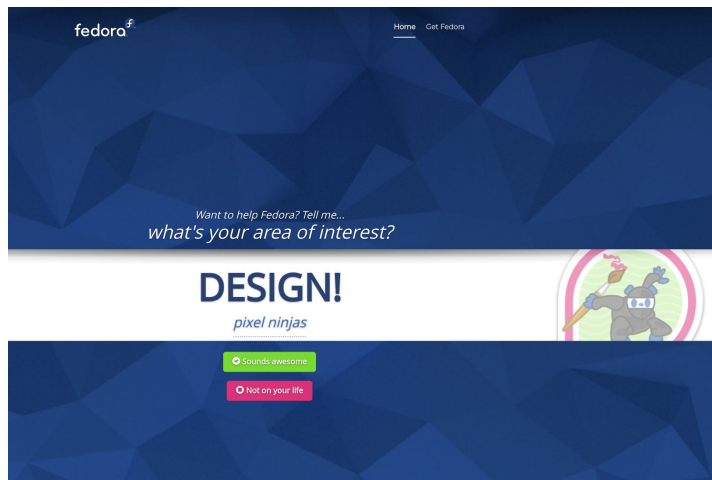 fedora
Home Get Fedora
Want to help Fedora? Tell me...
what's your area of interest?
DESIGN!
pixel ninjas
Sounds awesome
Not on your life